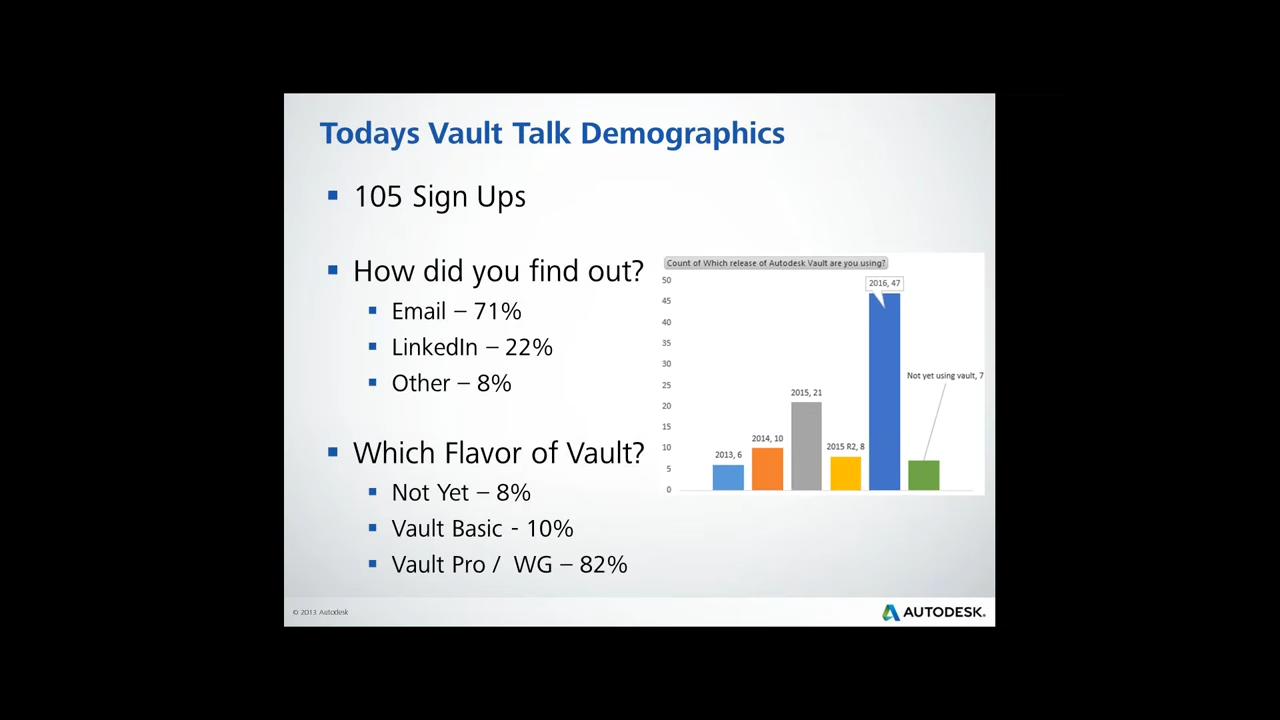 Todays Vault Talk Demographics
105 Sign Ups
How did you find out?
Email – 71%
LinkedIn – 22%
Other – 8%
Which Flavor of Vault?
Not Yet – 8%
Vault Basic - 10%
Vault Pro / WG – 82%
Count of Which release of Autodesk Vault are you using?
50
45
40
35
30
25
20
15
10
5
0
2013, 6
2014, 10
2015, 21
2015 R2, 8
2016, 47
Not yet using vault, 7
© 2013 Autodesk
AUTODESK.